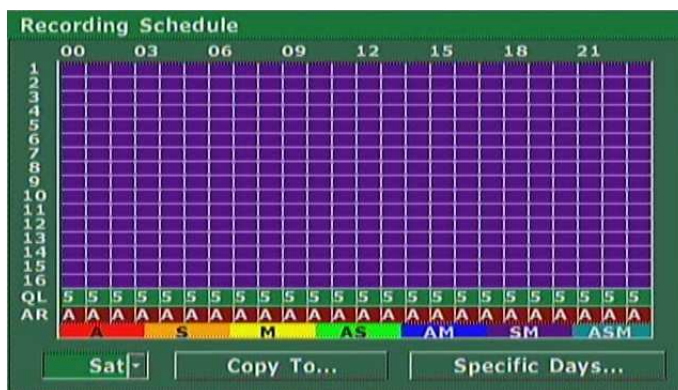 Recording Schedule
00 03 06 09 12 15 18 21
1
2
3
4
5
6
7
8
9
10
11
12
13
14
15
16
QL 5 5 5 5 5 5 5 5 5 5 5 5 5 5 5 5 5 5 5 5 5 5 5 5
AR A A A A A A A A A A A A A A A A A A A A A A A A
A S M AS AM SM ASM
Sat Copy To... Specific Days...